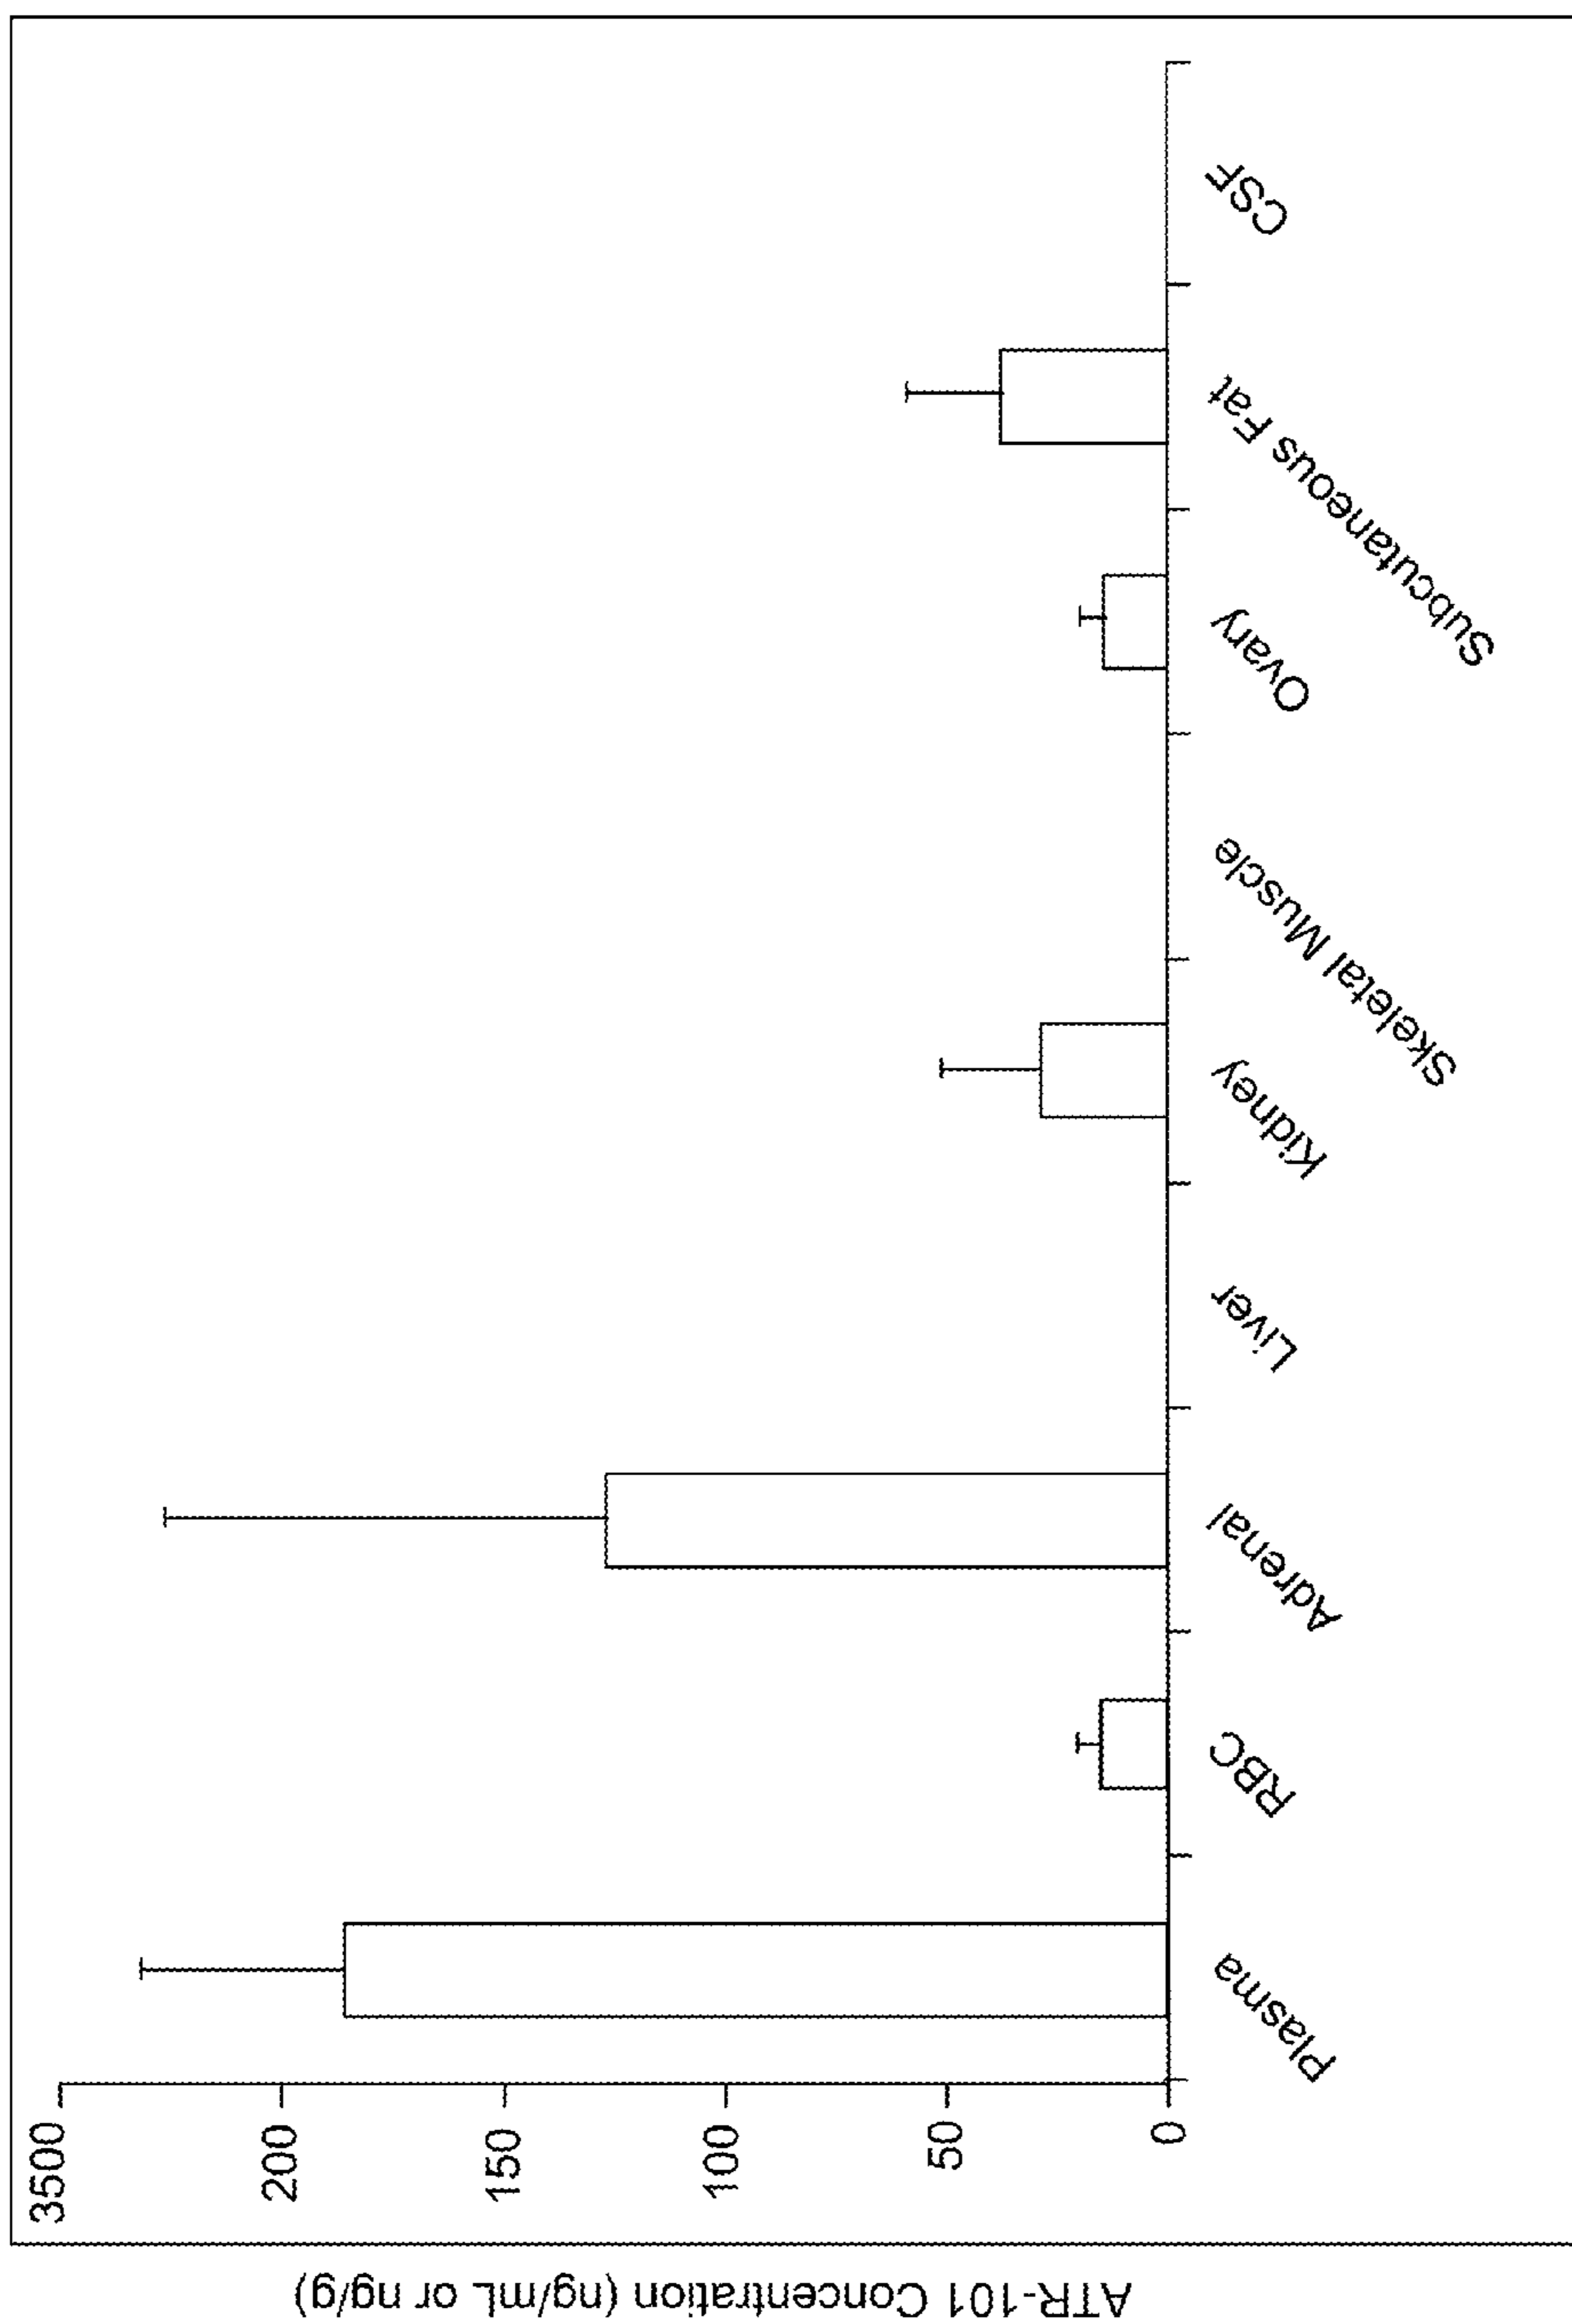 ATR-101 Concentration (ng/mL or ng/g)
3500
200
150
100
50
0
Plasma
RBC
Adrenal
Liver
Kidney
Skeletal Muscle
Ovary
Subcutaneous Fat
CSF